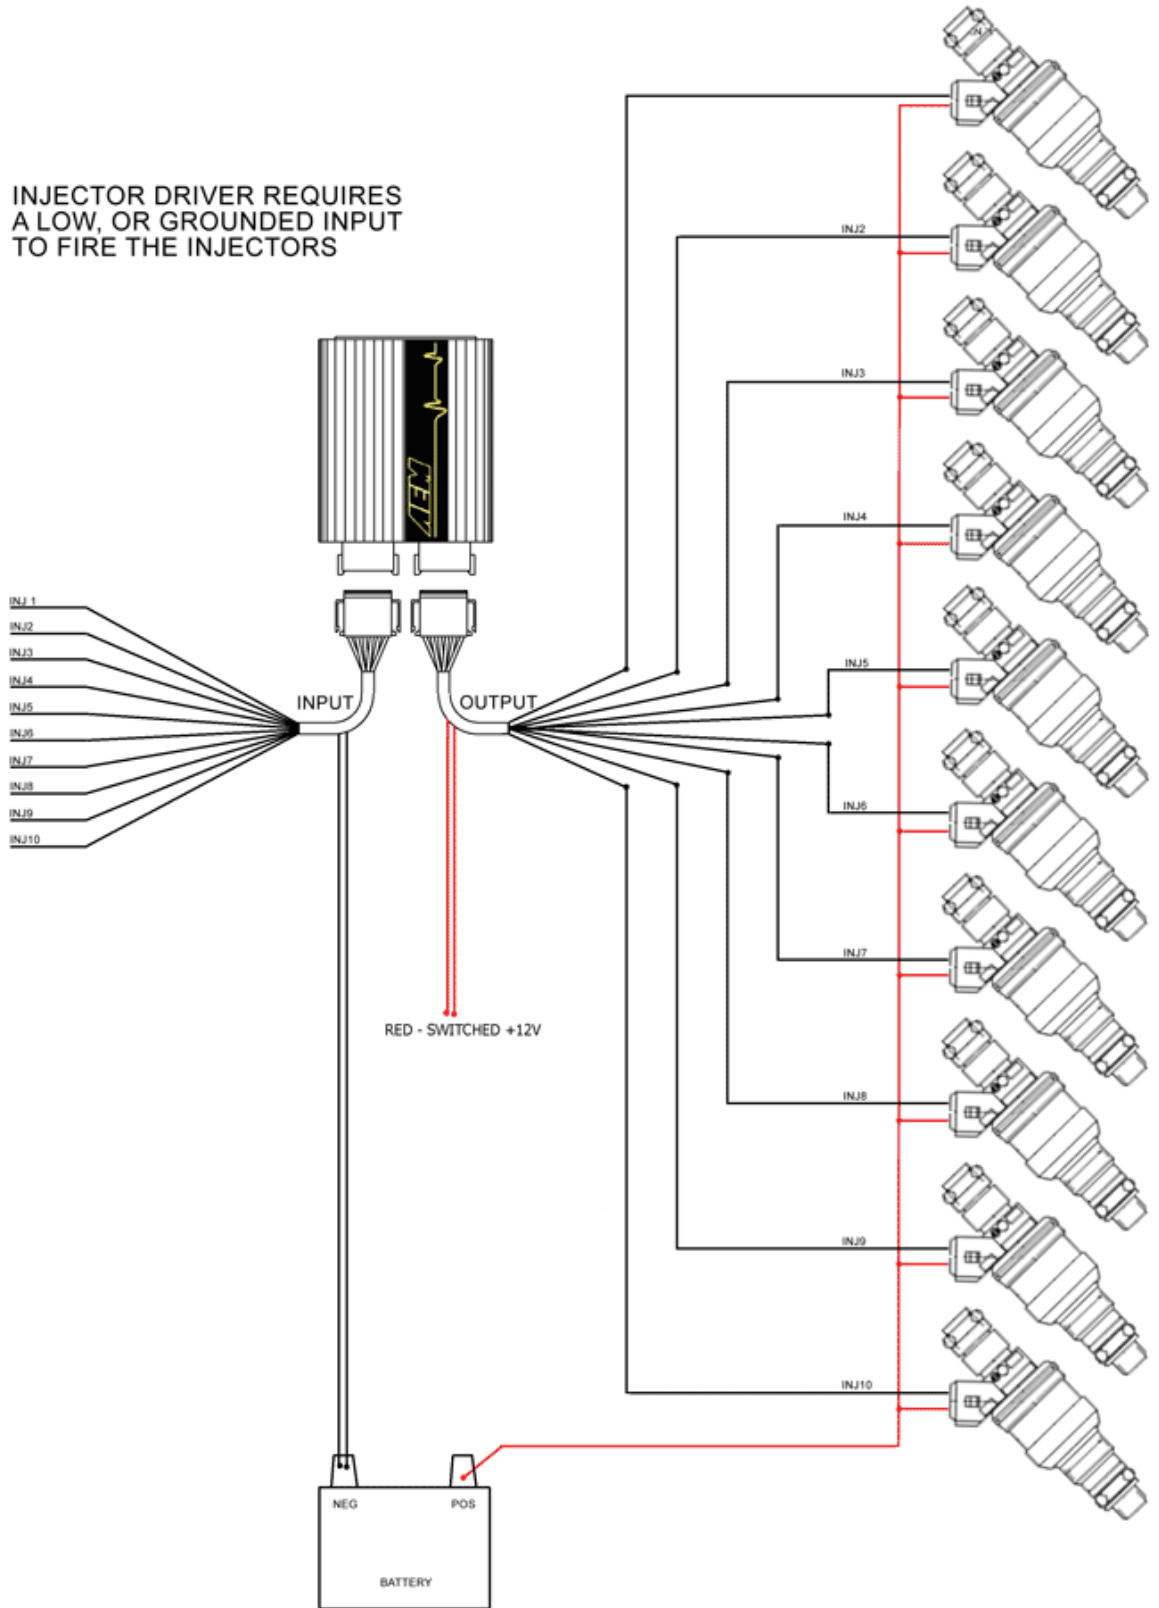 INJECTOR DRIVER REQUIRES
A LOW, OR GROUNDED INPUT
TO FIRE THE INJECTORS
AEM
INJ 1
INJ2
INJ3
INJ4
INJ5
INJ6
INJ7
INJ8
INJ9
INJ10
INPUT
OUTPUT
RED - SWITCHED +12V
INJ2
INJ3
INJ4
INJ5
INJ6
INJ7
INJ8
INJ9
INJ10
NEG
POS
BATTERY